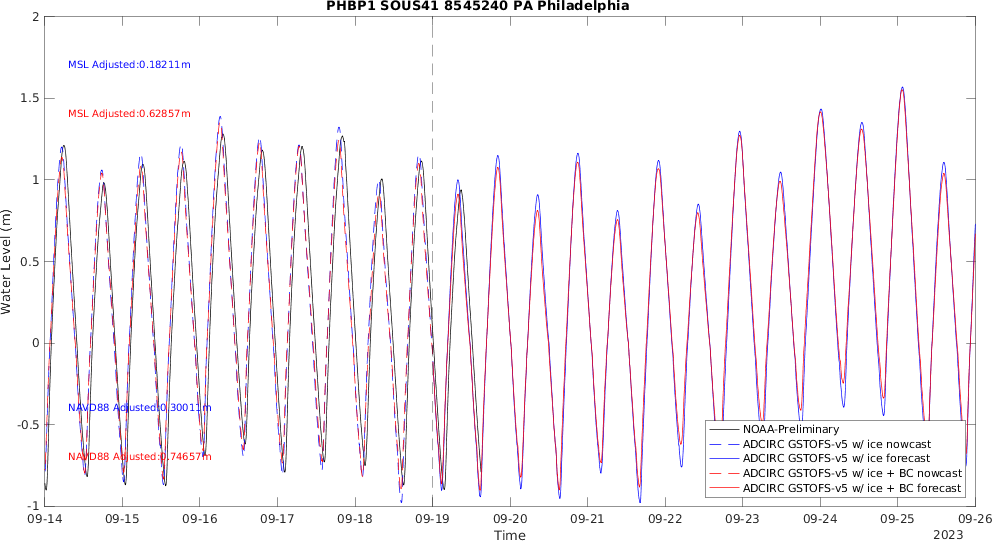 PHBP1 SOUS41 8545240 PA Philadelphia
2
1.5
1
0.5
0
-0.5
-1
Water Level (m)
MSL Adjusted:0.18211m
MSL Adjusted:0.62857m
NAVD88 Adjusted:0.30011m
NAVD88 Adjusted:0.74657m
NOAA-Preliminary
ADCIRC GSTOFS-v5 w/ ice nowcast
ADCIRC GSTOFS-v5 w/ ice forecast
ADCIRC GSTOFS-v5 w/ ice + BC nowcast
ADCIRC GSTOFS-v5 w/ ice + BC forecast
09-14 09-15 09-16 09-17 09-18 09-19 09-20 09-21 09-22 09-23 09-24 09-25 09-26
Time
2023